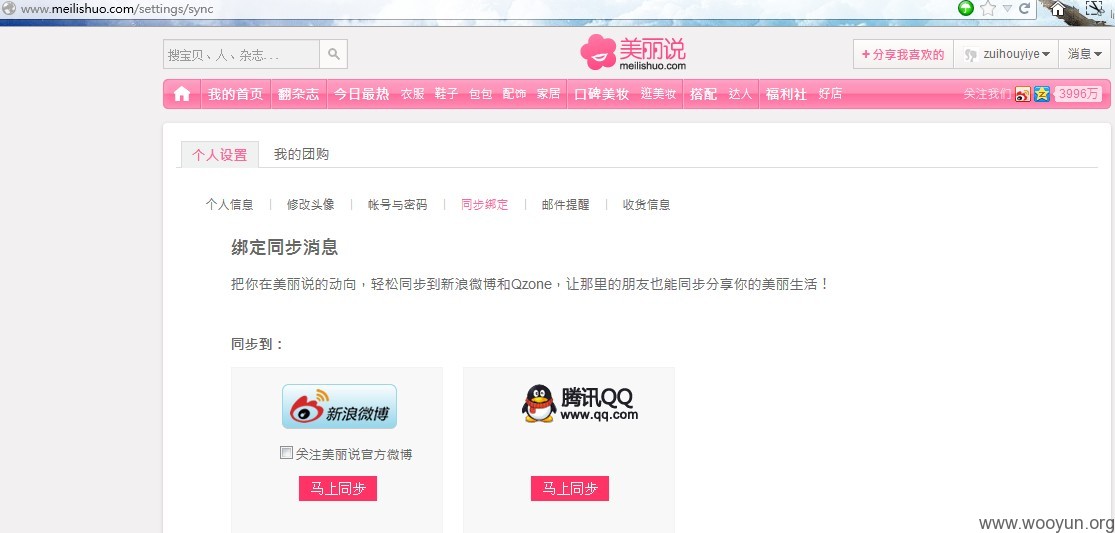 www.meilishuo.com/settings/sync
搜宝贝、人、杂志...
美丽说
meilishuo.com
+分享我喜欢的 zuihouyiye 消息
我的首页 翻杂志 今日最热 衣服 鞋子 包包 配饰 家居 口碑美妆 逛美妆 搭配 达人 福利社 好店 关注我们 3996万
个人设置 我的团购
个人信息 | 修改头像 | 帐号与密码 | 同步绑定 | 邮件提醒 | 收货信息
绑定同步消息
把你在美丽说的动向，轻松同步到新浪微博和Qzone，让那里的朋友也能同步分享你的美丽生活！
同步到：
新浪微博
腾讯QQ
www.qq.com
关注美丽说官方微博
马上同步 马上同步
www.wooyun.org